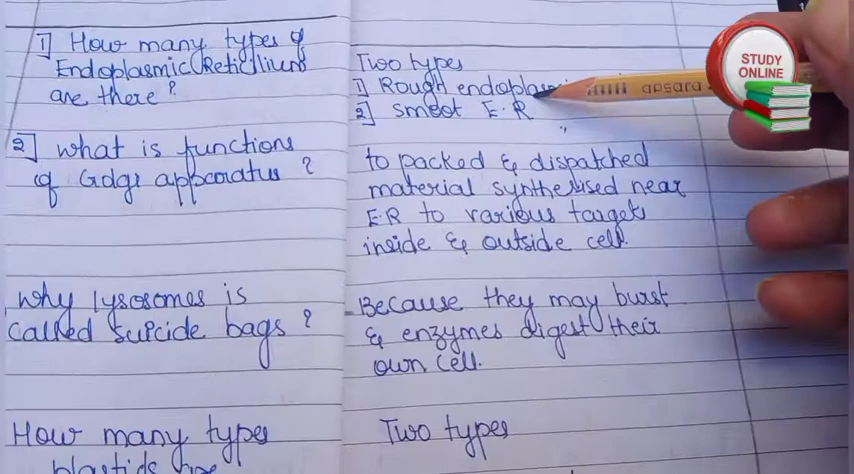 1] How many types of
Endoplasmic Reticlium
are there?
Two types
1] Rough endoplas
2] Smoot E.R
2] What is functions
of Golgi apparatus ?
to packed & dispatched
material synthesised near
E.R to various targets
inside & outside cell.
Why lysosomes is
called suicide bags ?
Because they may burst
& enzymes digest their
own cell.
How many types
plastids
Two types
apsara
STUDY
ONLINE